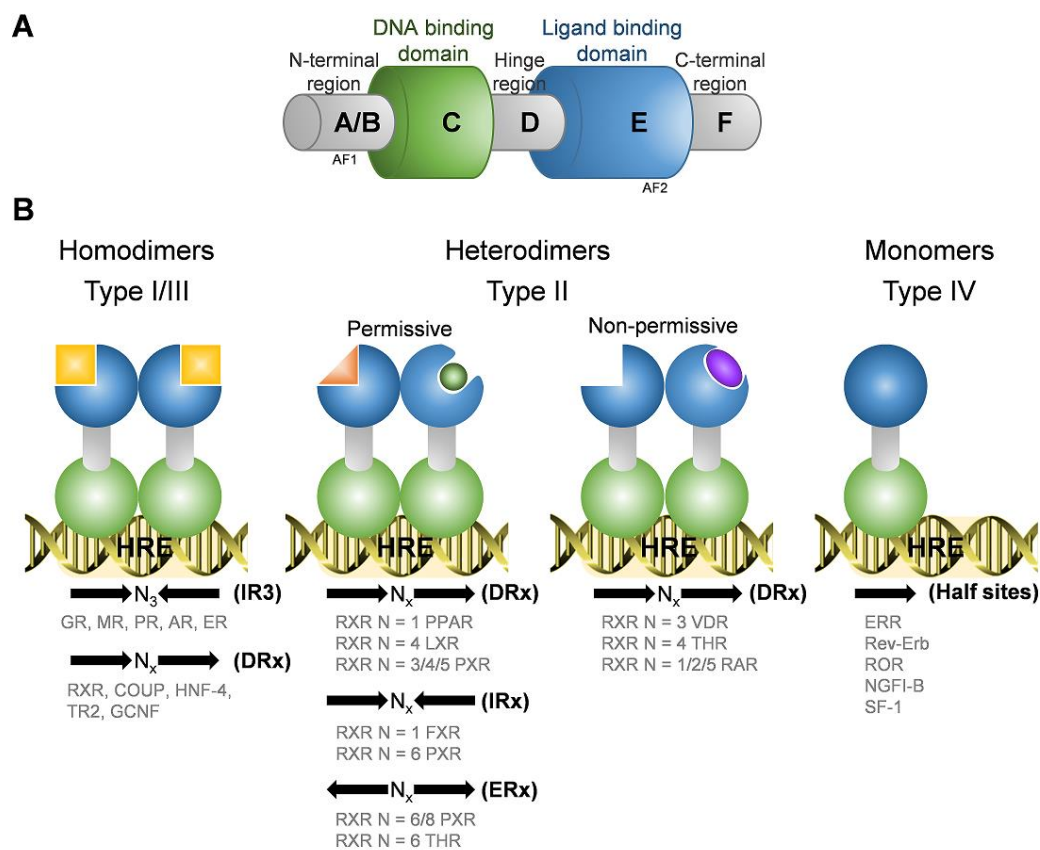 A
DNA binding
domain
Ligand binding
domain
N-terminal
region
Hinge
region
C-terminal
region
A/B
C
D
E
F
AF1
AF2
B
Homodimers
Type I/III
Heterodimers
Type II
Monomers
Type IV
Permissive
Non-permissive
HRE
HRE
HRE
HRE
N3 (IR3)
GR, MR, PR, AR, ER
Nx (DRx)
RXR, COUP, HNF-4,
TR2, GCNF
Nx (DRx)
RXR N = 1 PPAR
RXR N = 4 LXR
RXR N = 3/4/5 PXR
Nx (IRx)
RXR N = 1 FXR
RXR N = 6 PXR
Nx (ERx)
RXR N = 6/8 PXR
RXR N = 6 THR
Nx (DRx)
RXR N = 3 VDR
RXR N = 4 THR
RXR N = 1/2/5 RAR
(Half sites)
ERR
Rev-Erb
ROR
NGFI-B
SF-1